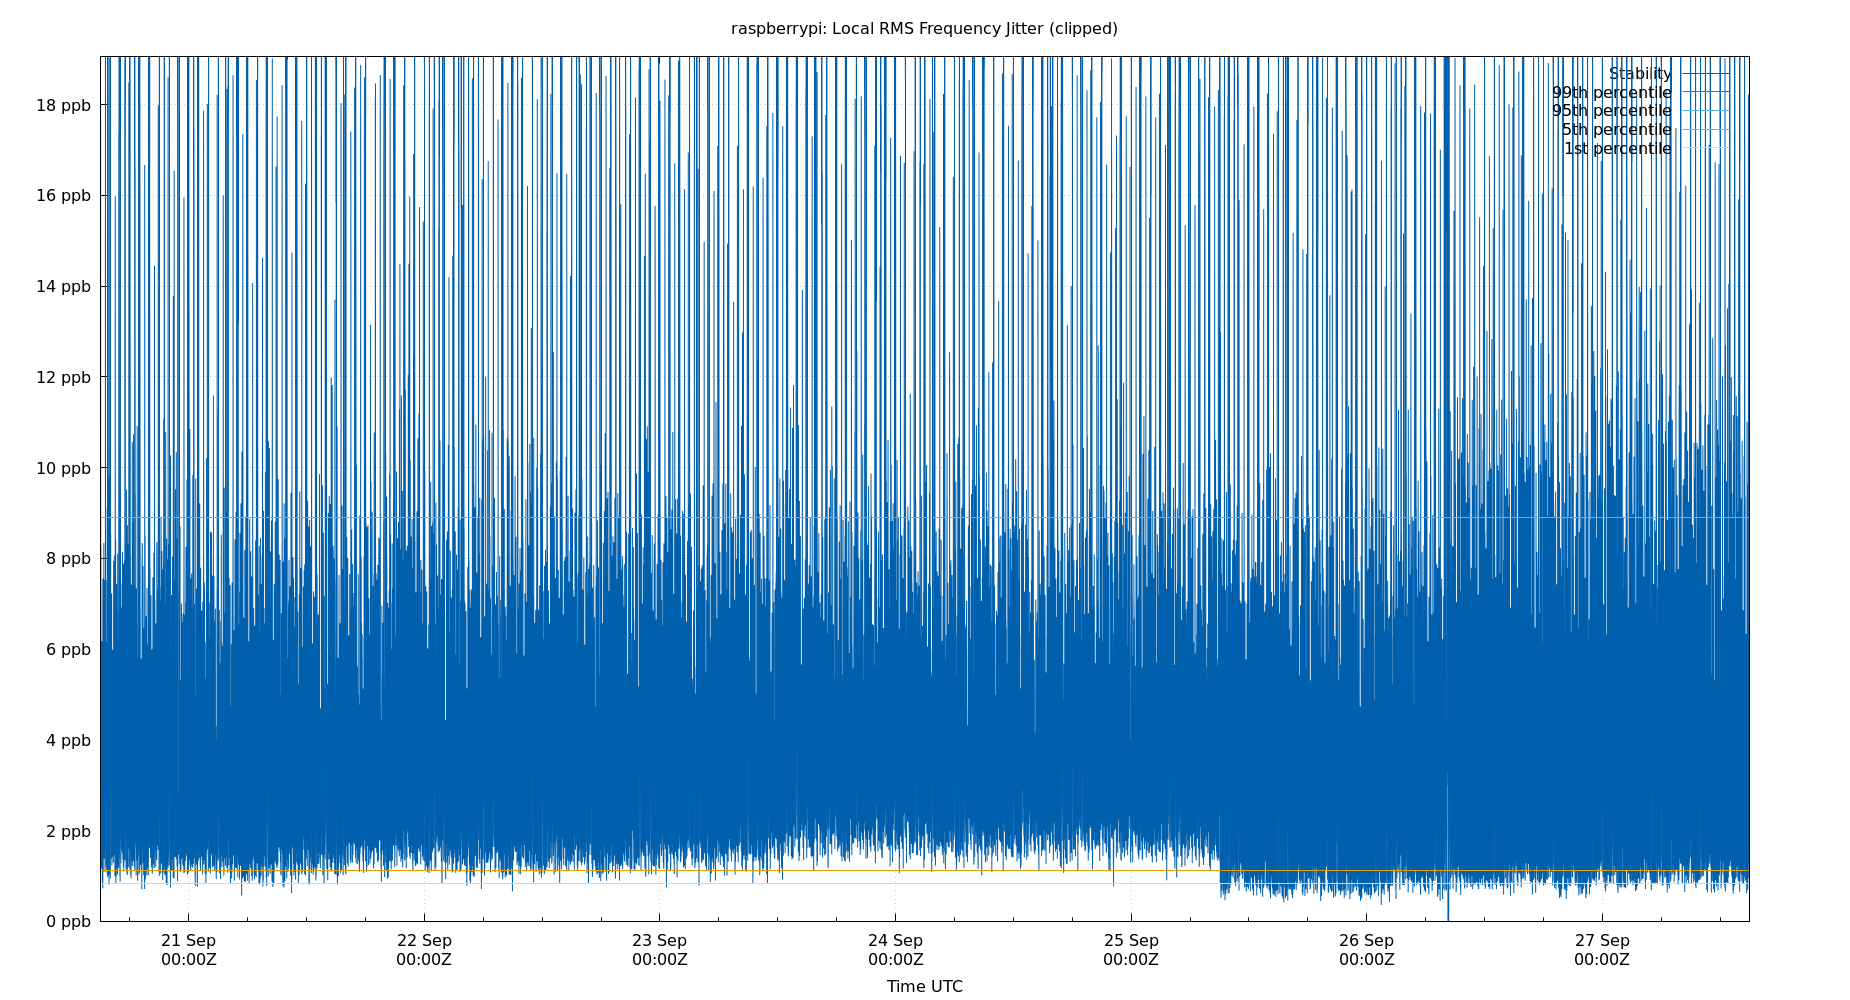 raspberrypi: Local RMS Frequency Jitter (clipped)
Stability
99th percentile
95th percentile
5th percentile
1st percentile
18 ppb
16 ppb
14 ppb
12 ppb
10 ppb
8 ppb
6 ppb
4 ppb
2 ppb
0 ppb
21 Sep 22 Sep 23 Sep 24 Sep 25 Sep 26 Sep 27 Sep
00:00Z 00:00Z 00:00Z 00:00Z 00:00Z 00:00Z 00:00Z
Time UTC